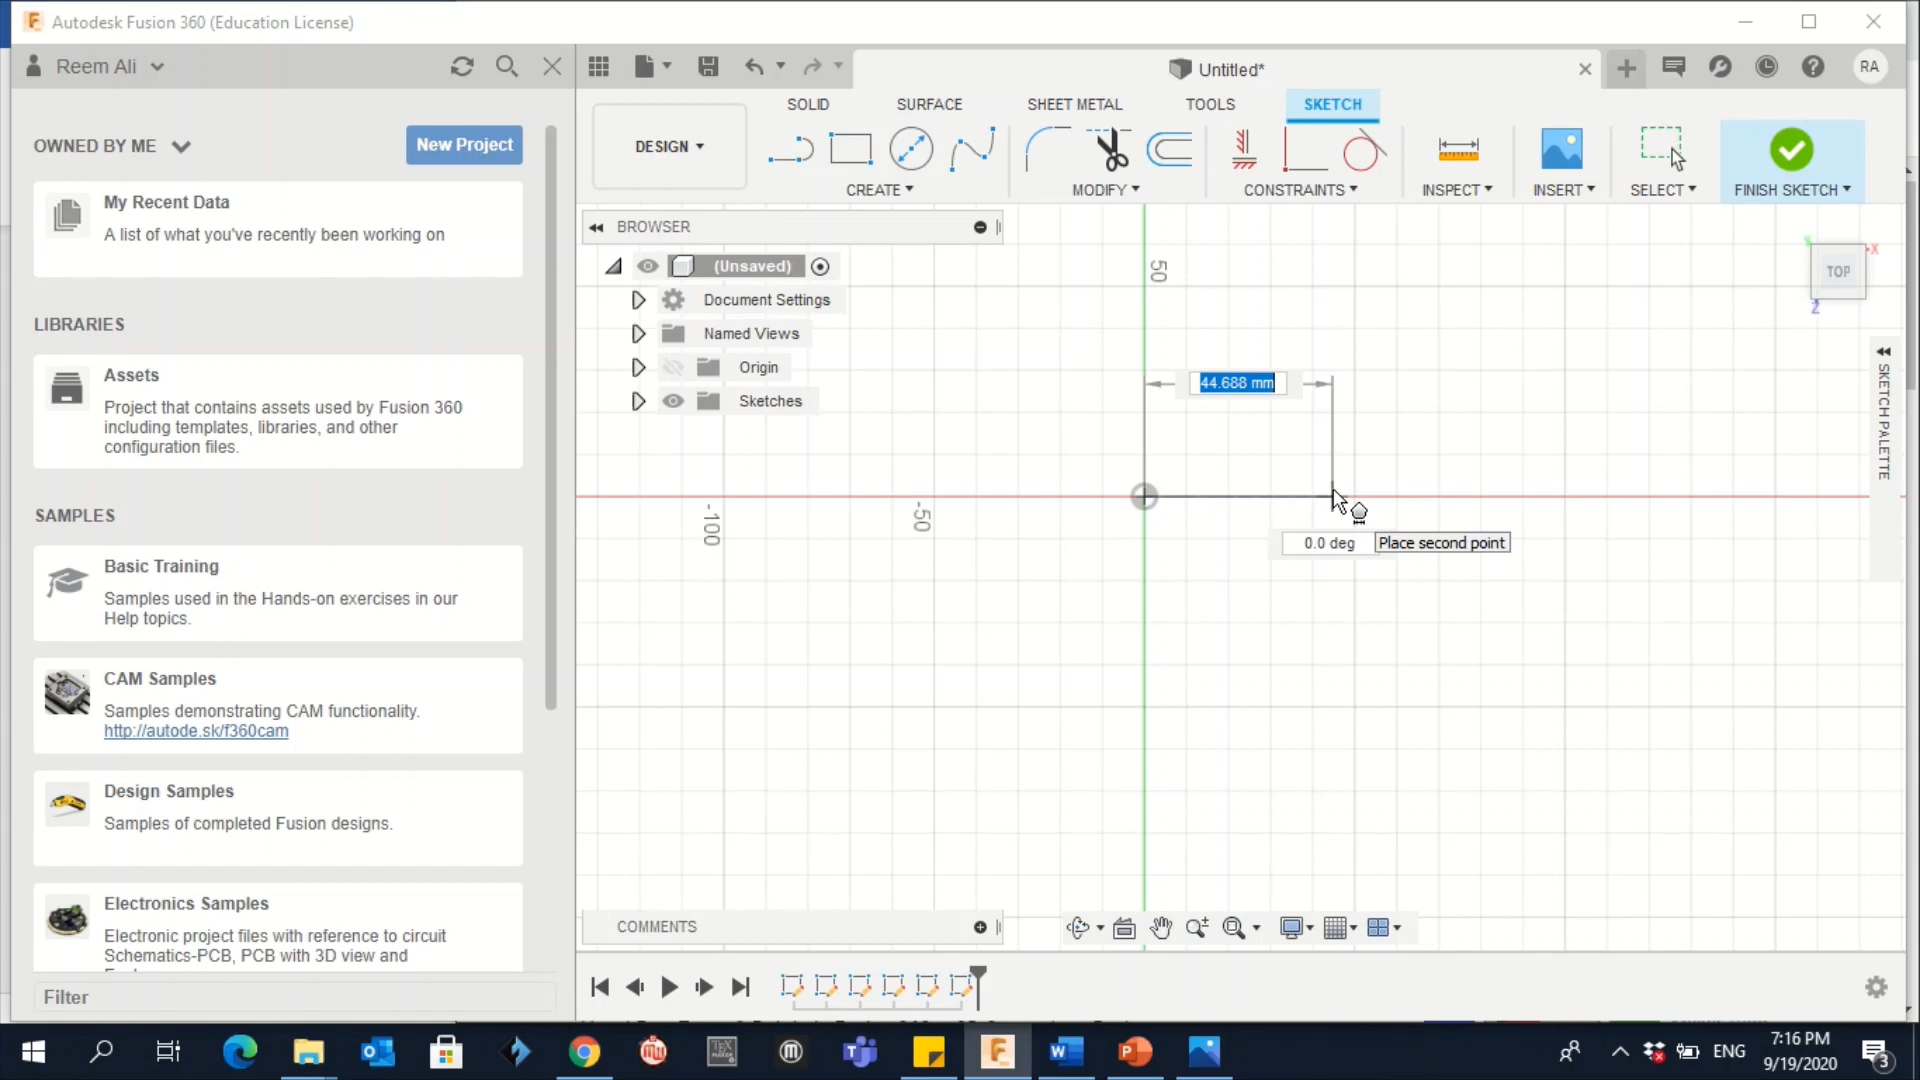 Autodesk Fusion 360 (Education License)
Reem Ali
Untitled*
RA
OWNED BY ME
New Project
My Recent Data
A list of what you've recently been working on
LIBRARIES
Assets
Project that contains assets used by Fusion 360
including templates, libraries, and other
configuration files.
SAMPLES
Basic Training
Samples used in the Hands-on exercises in our
Help topics.
CAM Samples
Samples demonstrating CAM functionality.
http://autode.sk/f360cam
Design Samples
Samples of completed Fusion designs.
Electronics Samples
Electronic project files with reference to circuit
Schematics-PCB, PCB with 3D view and
Filter
DESIGN
SOLID
SURFACE
SHEET METAL
TOOLS
SKETCH
CREATE
MODIFY
CONSTRAINTS
INSPECT
INSERT
SELECT
FINISH SKETCH
BROWSER
(Unsaved)
Document Settings
Named Views
Origin
Sketches
50
44.688 mm
-100
-50
0.0 deg
Place second point
TOP
X
Y
Z
SKETCH PALETTE
COMMENTS
ENG
7:16 PM
9/19/2020
3